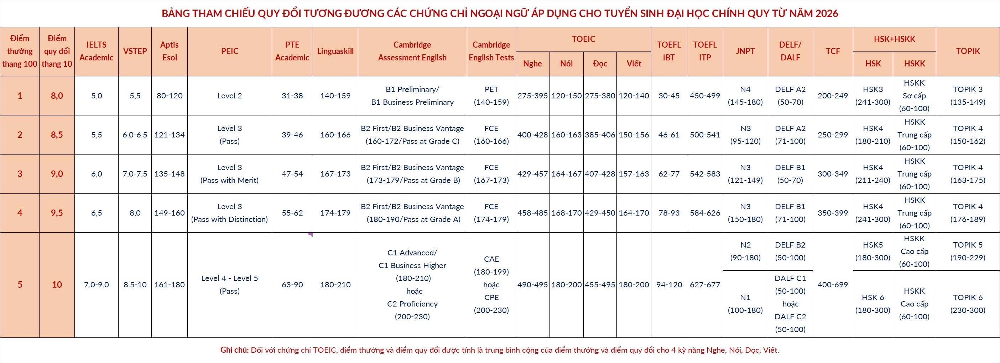 BẢNG THAM CHIẾU QUY ĐỔI TƯƠNG ĐƯƠNG CÁC CHỨNG CHỈ NGOẠI NGỮ ÁP DỤNG CHO TUYỂN SINH ĐẠI HỌC CHÍNH QUY TỪ NĂM 2026
Điểm thưởng thang 100 | Điểm quy đổi thang 10 | IELTS Academic | VSTEP | Aptis Esol | PEIC | PTE Academic | Linguaskill | Cambridge Assessment English | Cambridge English Tests | TOEIC | TOEFL iBT | TOEFL ITP | JNPT | DELF/ DALF | TCF | HSK+HSKK | TOPIK
Nghe | Nói | Đọc | Viết | HSK | HSKK
1 | 8,0 | 5,0 | 5,5 | 80-120 | Level 2 | 31-38 | 140-159 | B1 Preliminary/ B1 Business Preliminary | PET (140-159) | 275-395 | 120-150 | 275-380 | 120-140 | 30-45 | 450-499 | N4 (145-180) | DELF A2 (50-70) | 200-249 | HSK3 (241-300) | HSKK Sơ cấp (60-100) | TOPIK 3 (135-149)
2 | 8,5 | 5,5 | 6.0-6.5 | 121-134 | Level 3 (Pass) | 39-46 | 160-166 | B2 First/B2 Business Vantage (160-172/Pass at Grade C) | FCE (160-166) | 400-428 | 160-163 | 385-406 | 150-156 | 46-61 | 500-541 | N3 (95-120) | DELF A2 (71-100) | 250-299 | HSK4 (180-210) | HSKK Trung cấp (60-100) | TOPIK 4 (150-162)
3 | 9,0 | 6,0 | 7.0-7.5 | 135-148 | Level 3 (Pass with Merit) | 47-54 | 167-173 | B2 First/B2 Business Vantage (173-179/Pass at Grade B) | FCE (167-173) | 429-457 | 164-167 | 407-428 | 157-163 | 62-77 | 542-583 | N3 (121-149) | DELF B1 (50-70) | 300-349 | HSK4 (211-240) | HSKK Trung cấp (60-100) | TOPIK 4 (163-175)
4 | 9,5 | 6,5 | 8,0 | 149-160 | Level 3 (Pass with Distinction) | 55-62 | 174-179 | B2 First/B2 Business Vantage (180-190/Pass at Grade A) | FCE (174-179) | 458-485 | 168-170 | 429-450 | 164-170 | 78-93 | 584-626 | N3 (150-180) | DELF B1 (71-100) | 350-399 | HSK4 (241-300) | HSKK Trung cấp (60-100) | TOPIK 4 (176-189)
5 | 10 | 7.0-9.0 | 8.5-10 | 161-180 | Level 4 - Level 5 (Pass) | 63-90 | 180-210 | C1 Advanced/ C1 Business Higher (180-210) hoặc C2 Proficiency (200-230) | CAE (180-199) hoặc CPE (200-230) | 490-495 | 180-200 | 455-495 | 180-200 | 94-120 | 627-677 | N2 (90-180) | DELF B2 (50-100) | 400-699 | HSK5 (180-300) | HSKK Cao cấp (60-100) | TOPIK 5 (190-229)
N1 (100-180) | DALF C1 (50-100) hoặc DALF C2 (50-100) | HSK 6 (180-300) | HSKK Cao cấp (60-100) | TOPIK 6 (230-300)
Ghi chú: Đối với chứng chỉ TOEIC, điểm thưởng và điểm quy đổi được tính là trung bình cộng của điểm thưởng và điểm quy đổi cho 4 kỹ năng Nghe, Nói, Đọc, Viết.